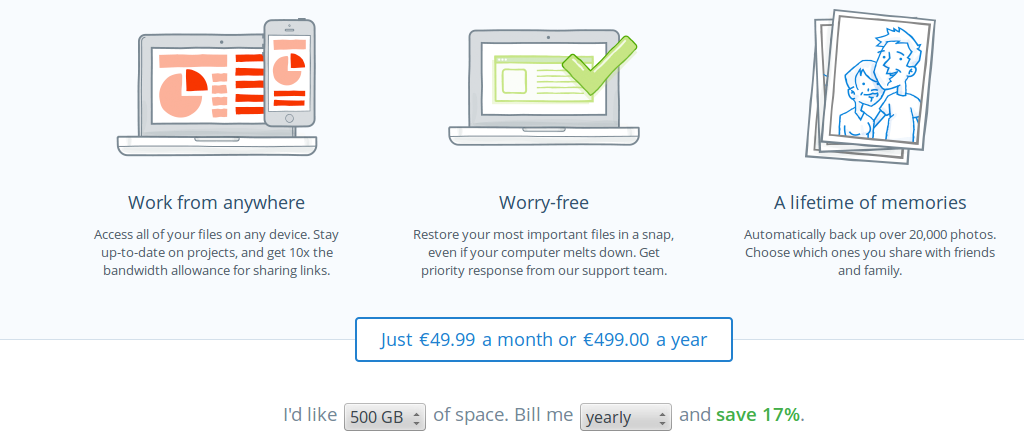 Work from anywhere
Access all of your files on any device. Stay
up-to-date on projects, and get 10x the
bandwidth allowance for sharing links.
Worry-free
Restore your most important files in a snap,
even if your computer melts down. Get
priority response from our support team.
A lifetime of memories
Automatically back up over 20,000 photos.
Choose which ones you share with friends
and family.
Just €49.99 a month or €499.00 a year
I'd like 500 GB of space. Bill me yearly and save 17%.